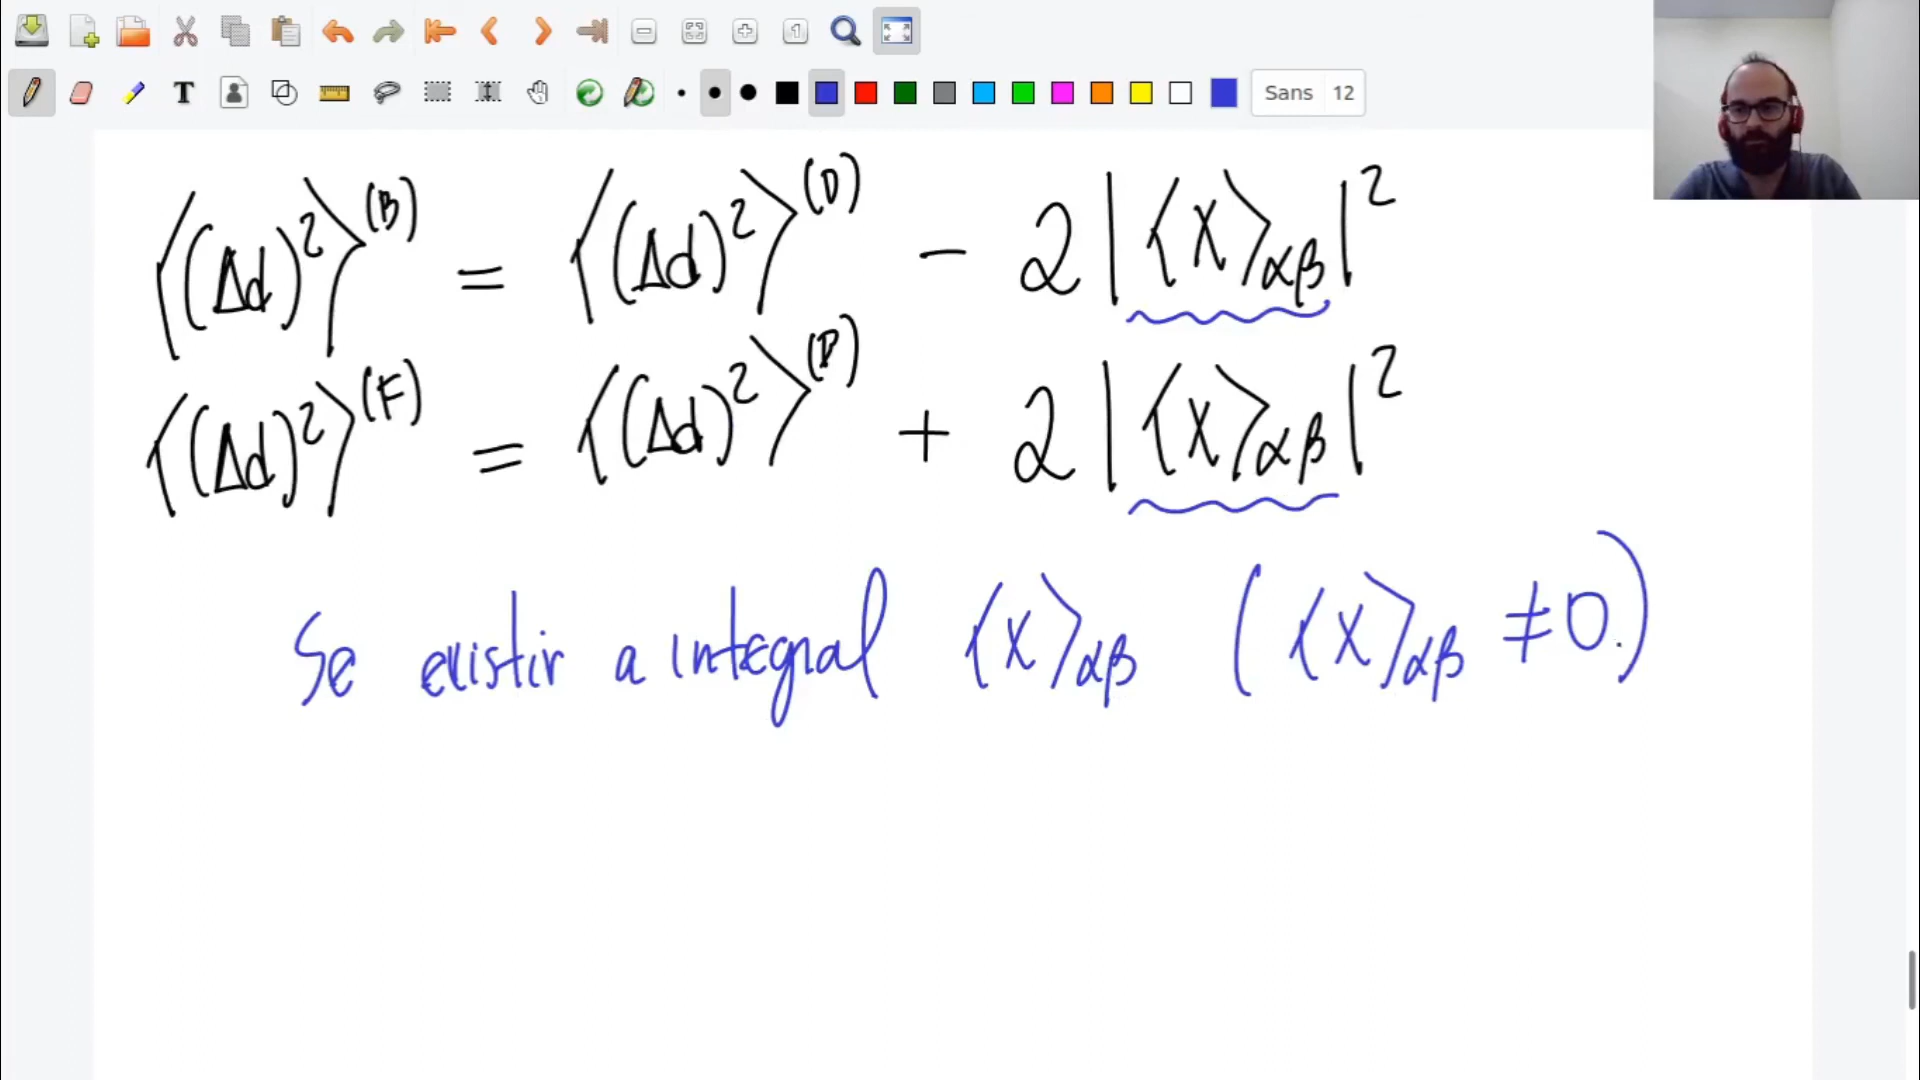 T Sans 12
⟨(Δd)²⟩⁽ᴮ⁾ = ⟨(Δd)²⟩⁽ᴰ⁾ − 2|⟨x⟩αβ|²
⟨(Δd)²⟩⁽ᶠ⁾ = ⟨(Δd)²⟩⁽ᴰ⁾ + 2|⟨x⟩αβ|²
Se existir a integral ⟨x⟩αβ (⟨x⟩αβ ≠ 0.)